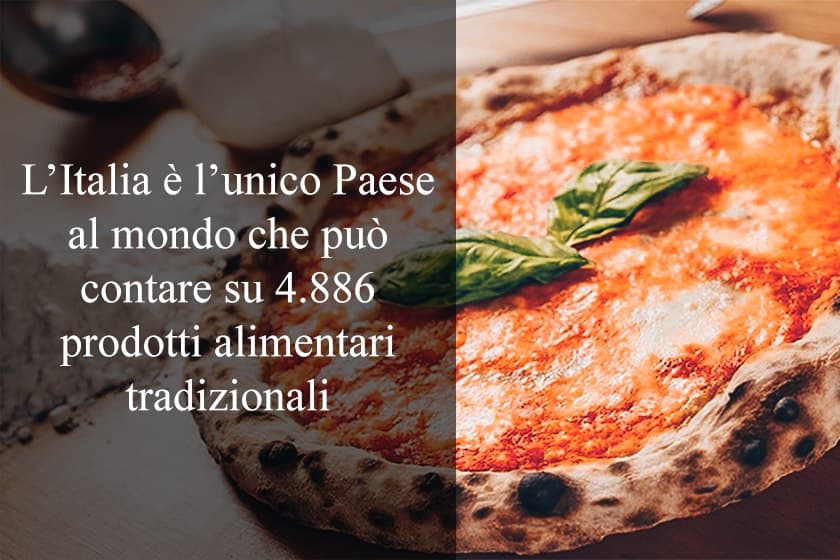 L’Italia è l’unico Paese
al mondo che può
contare su 4.886
prodotti alimentari
tradizionali